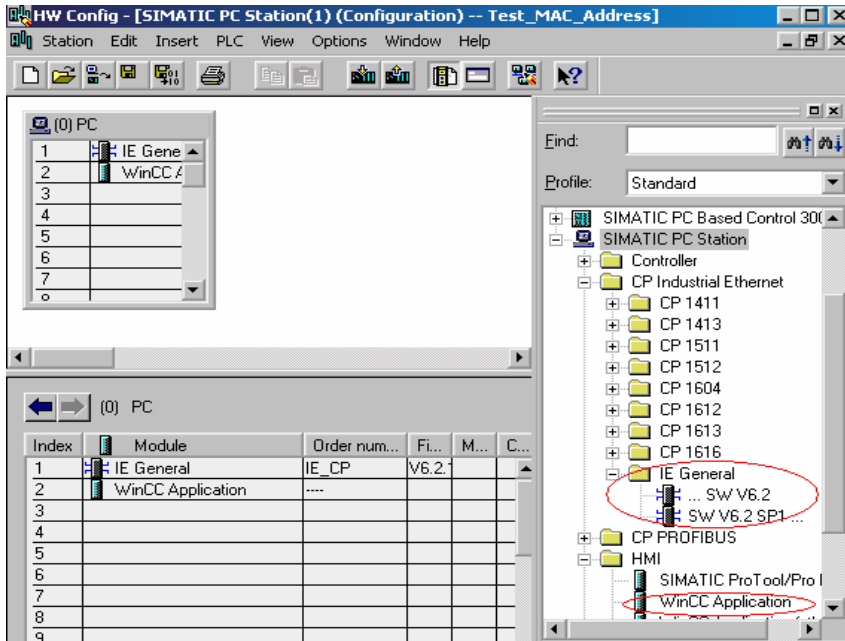 HW Config - [SIMATIC PC Station(1) (Configuration) -- Test_MAC_Address]
Station Edit Insert PLC View Options Window Help
(0) PC
1 IE Gene
2 WinCC
3
4
5
6
7
Find:
Profile: Standard
SIMATIC PC Based Control 30
SIMATIC PC Station
Controller
CP Industrial Ethernet
CP 1411
CP 1413
CP 1511
CP 1512
CP 1604
CP 1612
CP 1613
CP 1616
IE General
... SW V6.2
SW V6.2 SP1 ...
CP PROFIBUS
HMI
SIMATIC ProTool/Pro
WinCC Application
(0) PC
Index Module Order num... Fi... M... C...
1 IE General IE_CP V6.2.
2 WinCC Application ----
3
4
5
6
7
8
9